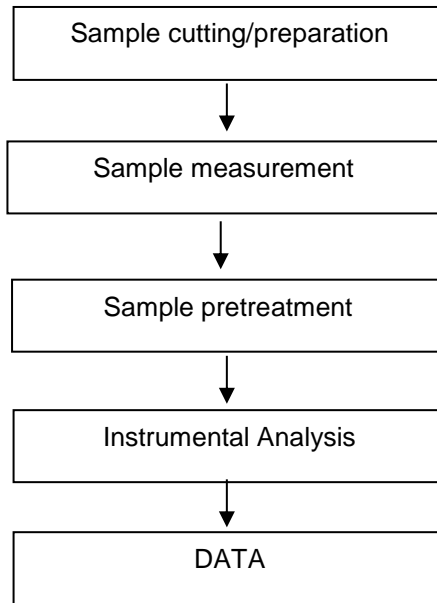 Sample cutting/preparation
Sample measurement
Sample pretreatment
Instrumental Analysis
DATA